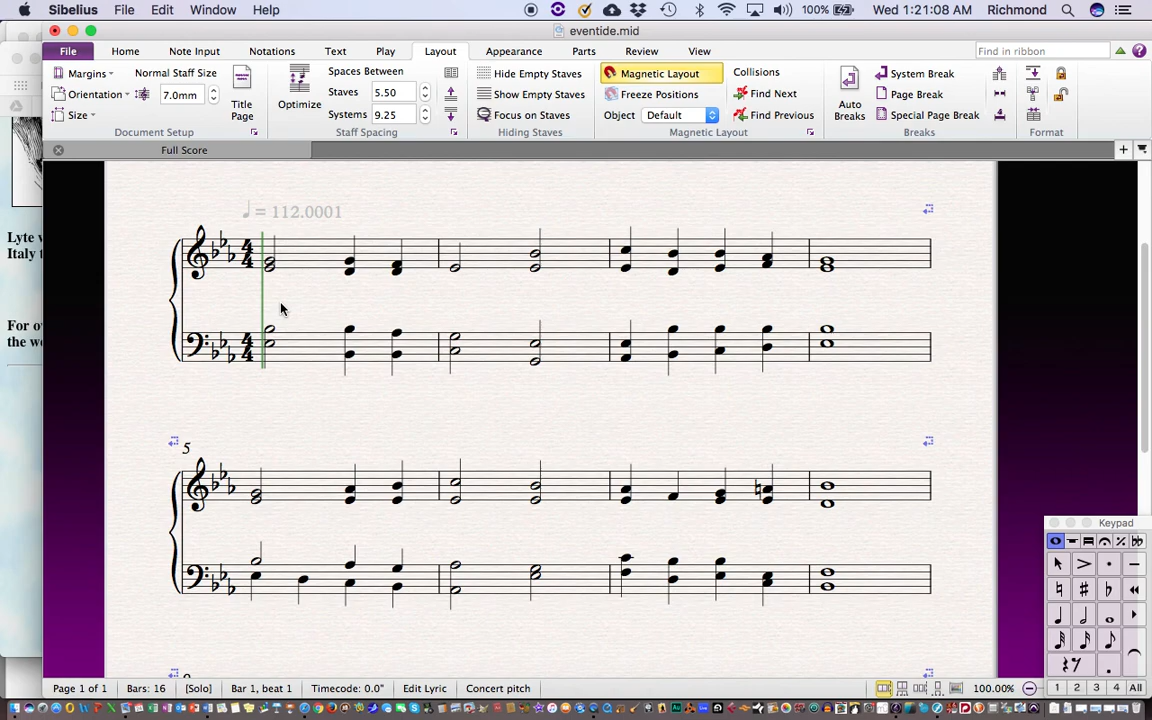 Sibelius File Edit Window Help 100% Wed 1:21:08 AM Richmond
eventide.mid
File Home Note Input Notations Text Play Layout Appearance Parts Review View Find in ribbon
Margins Normal Staff Size Spaces Between Hide Empty Staves Magnetic Layout Collisions System Break
Orientation 7.0mm Title Page Optimize Staves 5.50 Show Empty Staves Freeze Positions Find Next Auto Breaks Page Break
Size Systems 9.25 Focus on Staves Object Default Find Previous Special Page Break
Document Setup Staff Spacing Hiding Staves Magnetic Layout Breaks Format
Full Score
= 112.0001
Lyte
Italy
5
For
the
Keypad
1 2 3 4 All
Page 1 of 1 Bars: 16 [Solo] Bar 1, beat 1 Timecode: 0.0" Edit Lyric Concert pitch 100.00%